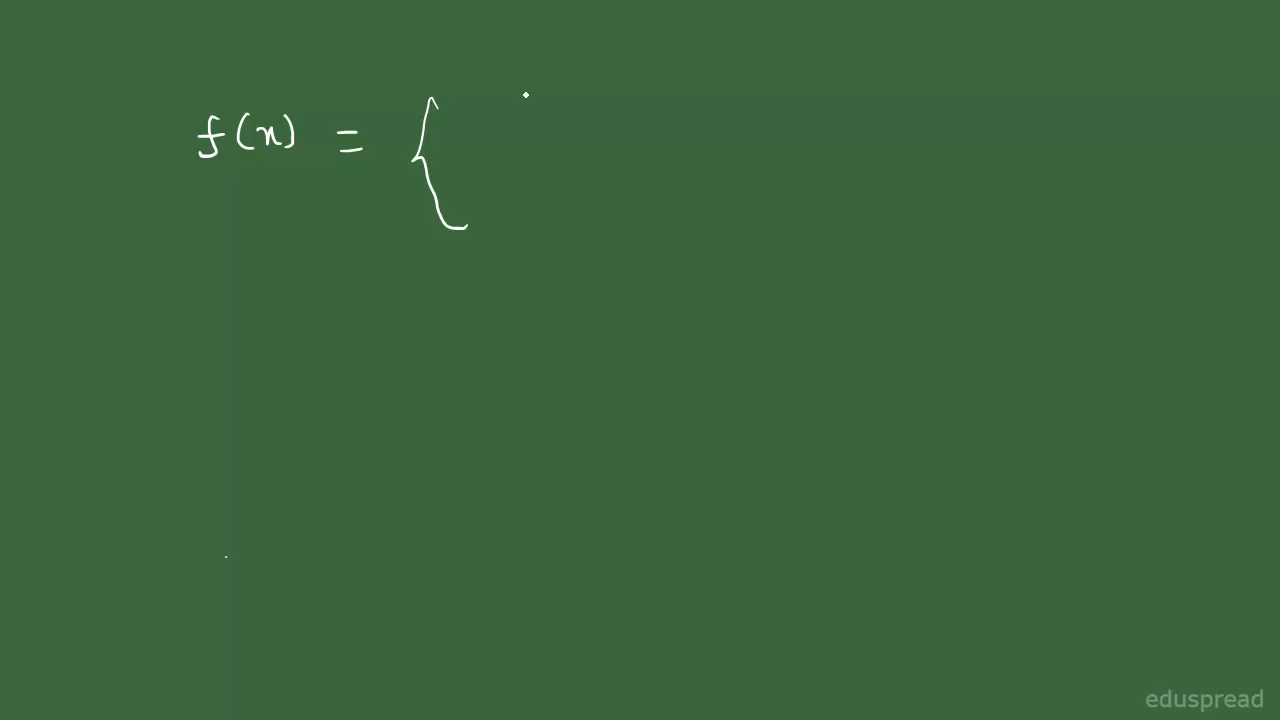 f(x) = {
eduspread